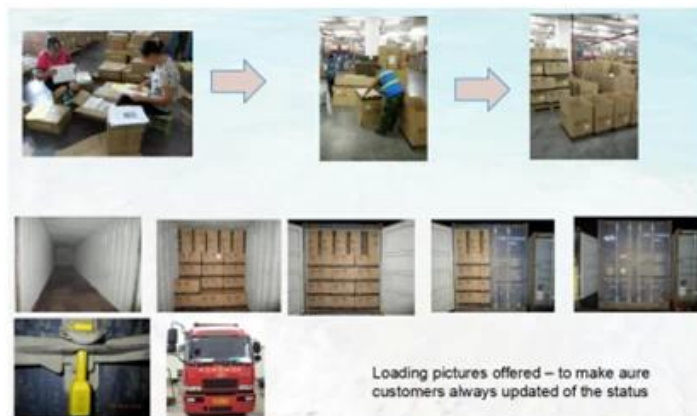 Loading pictures offered – to make aure
customers always updated of the status